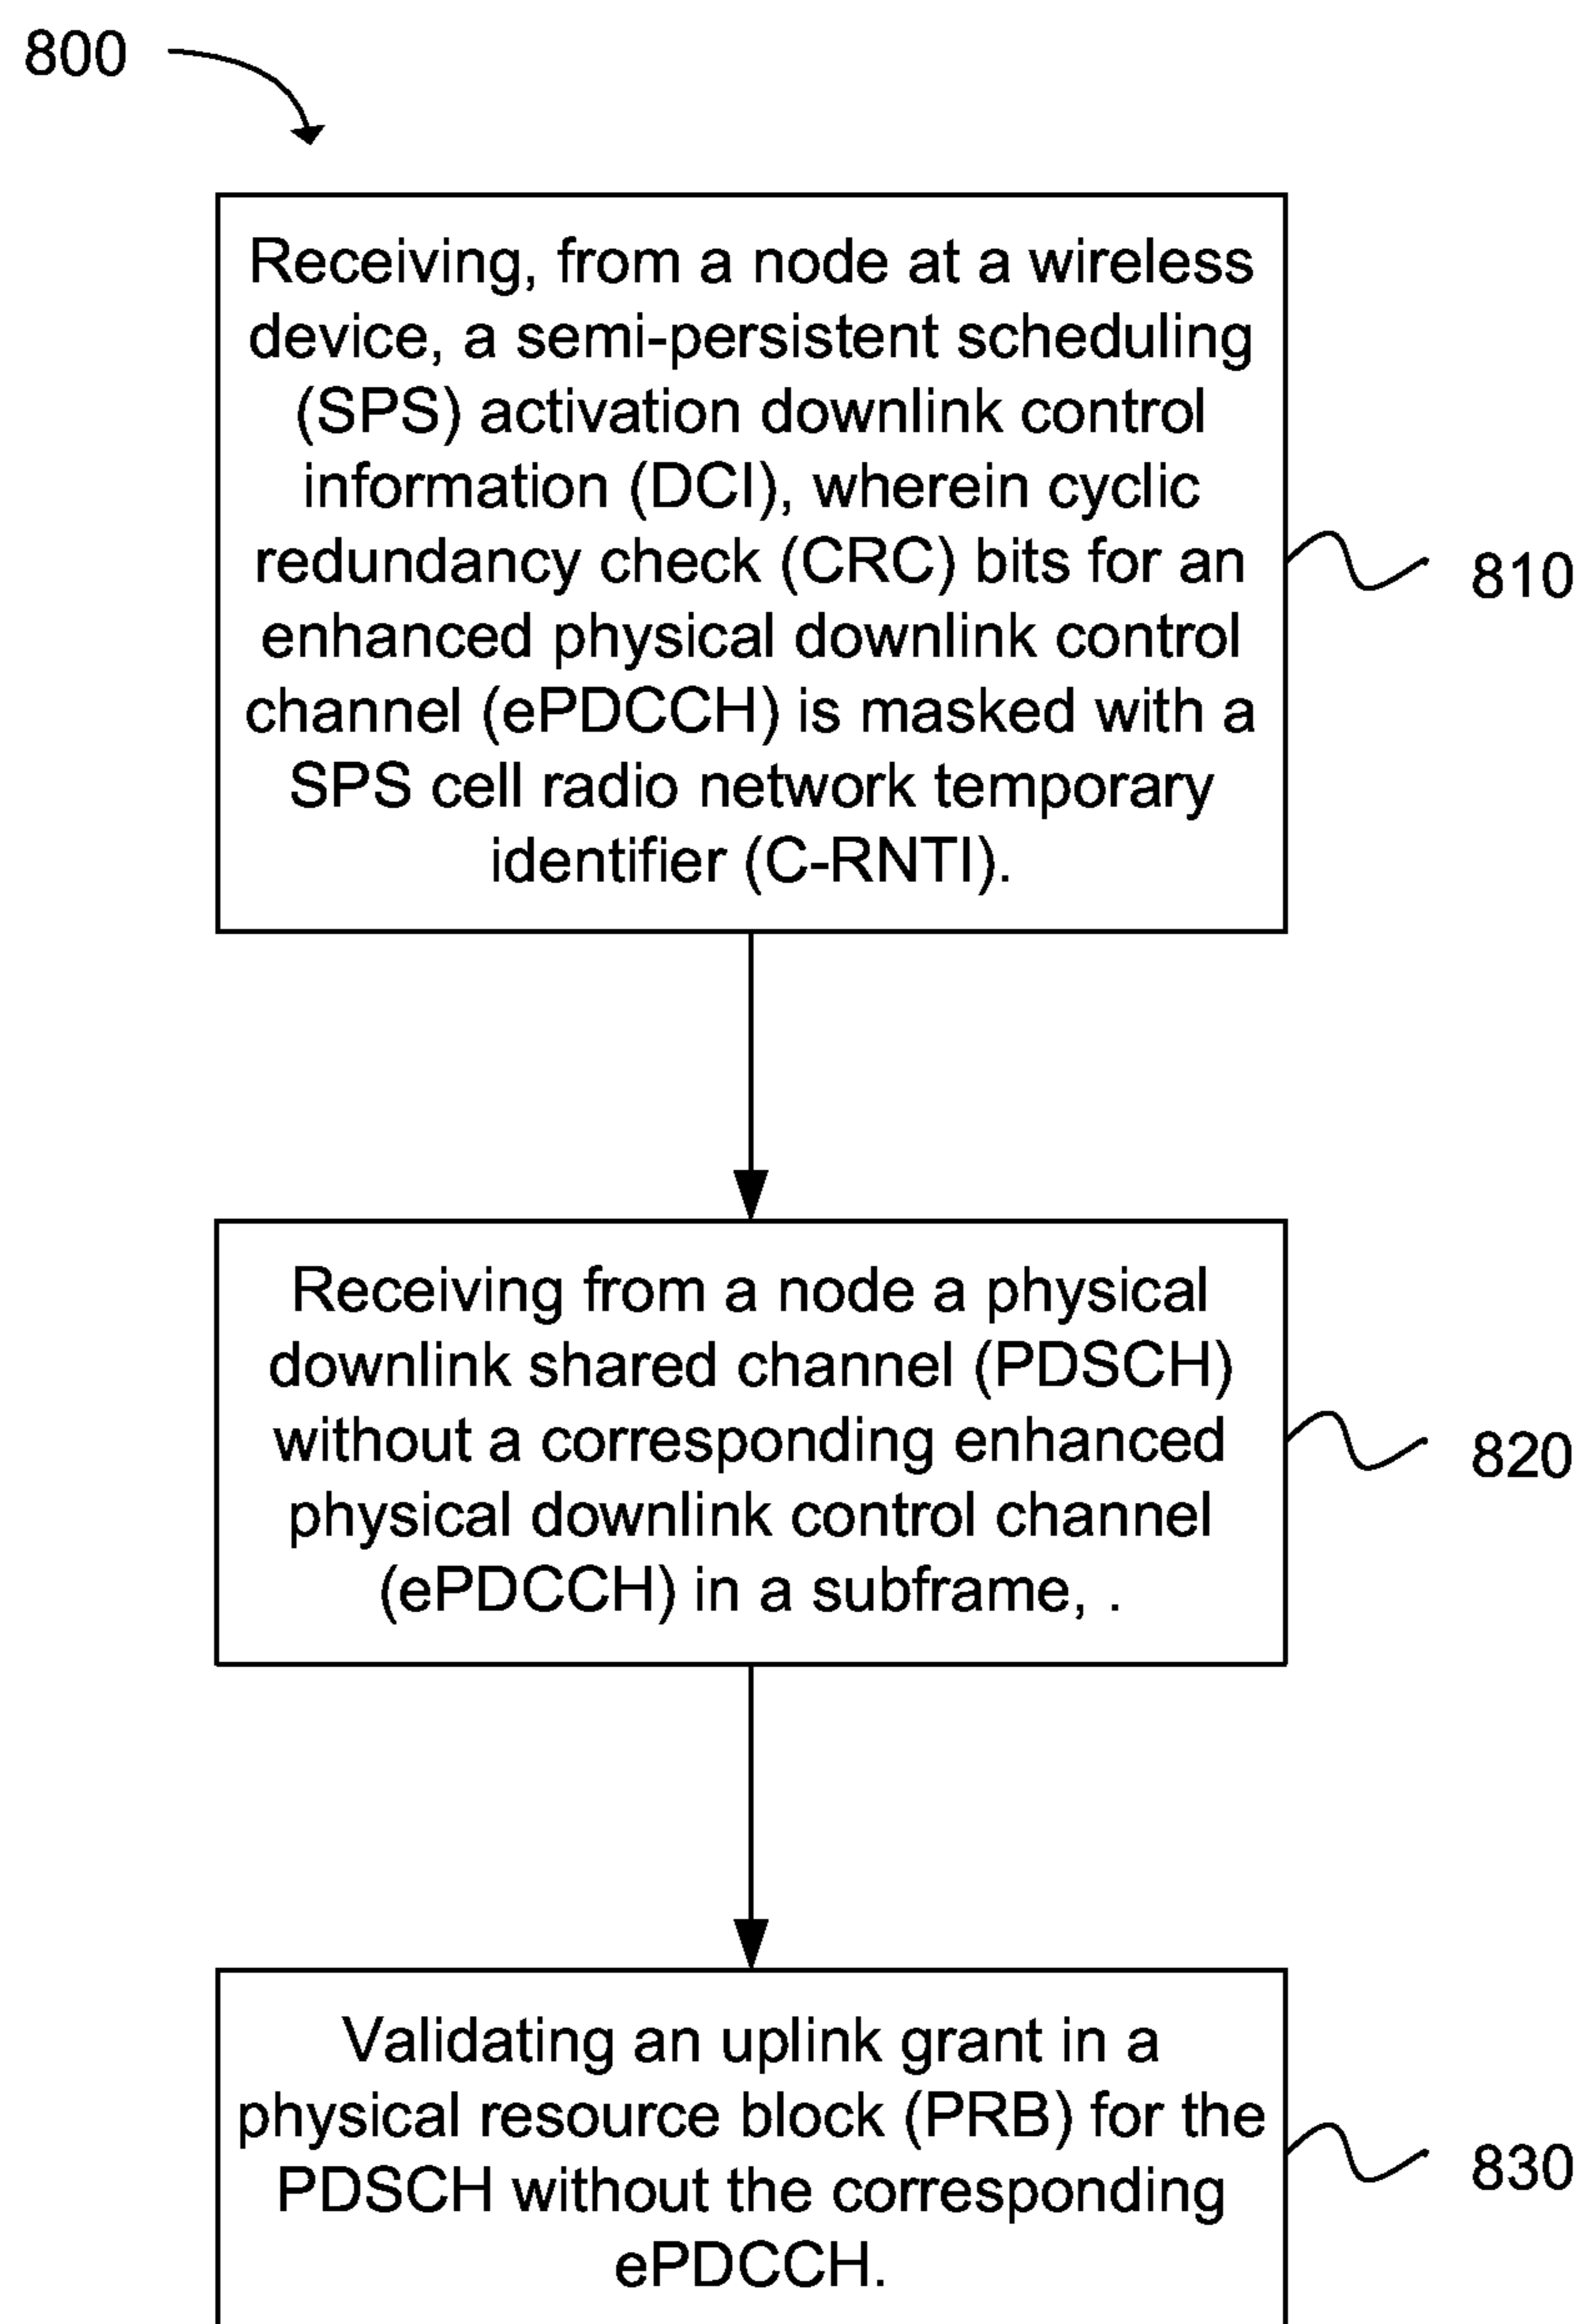 800
Receiving, from a node at a wireless
device, a semi-persistent scheduling
(SPS) activation downlink control
information (DCI), wherein cyclic
redundancy check (CRC) bits for an
enhanced physical downlink control
channel (ePDCCH) is masked with a
SPS cell radio network temporary
identifier (C-RNTI).
810
Receiving from a node a physical
downlink shared channel (PDSCH)
without a corresponding enhanced
physical downlink control channel
(ePDCCH) in a subframe, .
820
Validating an uplink grant in a
physical resource block (PRB) for the
PDSCH without the corresponding
ePDCCH.
830